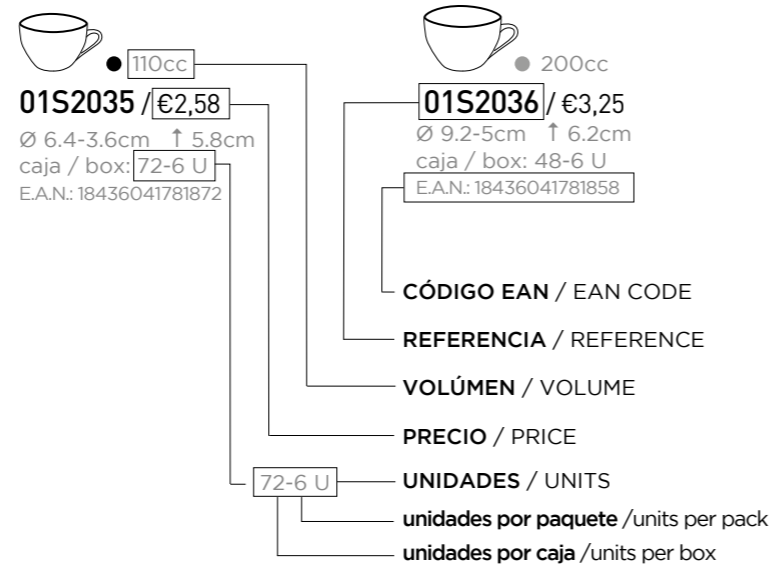 110cc
01S2035 / €2,58
Ø 6.4-3.6cm ↑ 5.8cm
caja / box: 72-6 U
E.A.N.: 18436041781872
200cc
01S2036 / €3,25
Ø 9.2-5cm ↑ 6.2cm
caja / box: 48-6 U
E.A.N.: 18436041781858
CÓDIGO EAN / EAN CODE
REFERENCIA / REFERENCE
VOLÚMEN / VOLUME
PRECIO / PRICE
72-6 U UNIDADES / UNITS
unidades por paquete /units per pack
unidades por caja /units per box